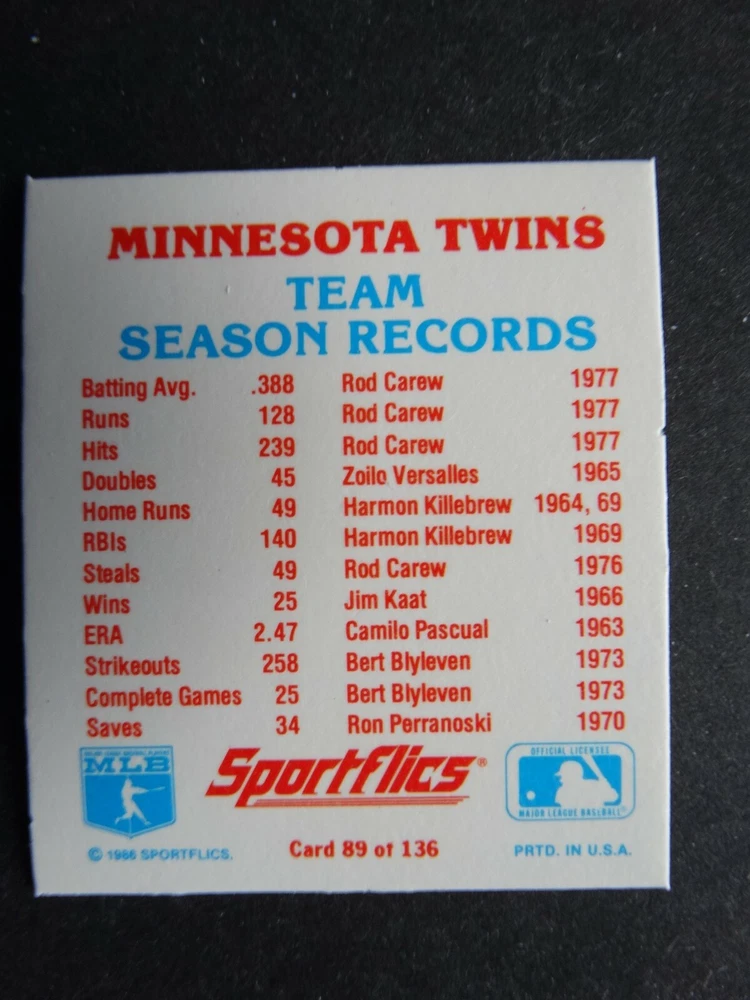 MINNESOTA TWINS
TEAM
SEASON RECORDS
Batting Avg. .388 Rod Carew 1977
Runs 128 Rod Carew 1977
Hits 239 Rod Carew 1977
Doubles 45 Zoilo Versalles 1965
Home Runs 49 Harmon Killebrew 1964, 69
RBIs 140 Harmon Killebrew 1969
Steals 49 Rod Carew 1976
Wins 25 Jim Kaat 1966
ERA 2.47 Camilo Pascual 1963
Strikeouts 258 Bert Blyleven 1973
Complete Games 25 Bert Blyleven 1973
Saves 34 Ron Perranoski 1970
MLB
Sportflics®
OFFICIAL LICENSEE
MAJOR LEAGUE BASEBALL
© 1986 SPORTFLICS. Card 89 of 136 PRTD. IN U.S.A.